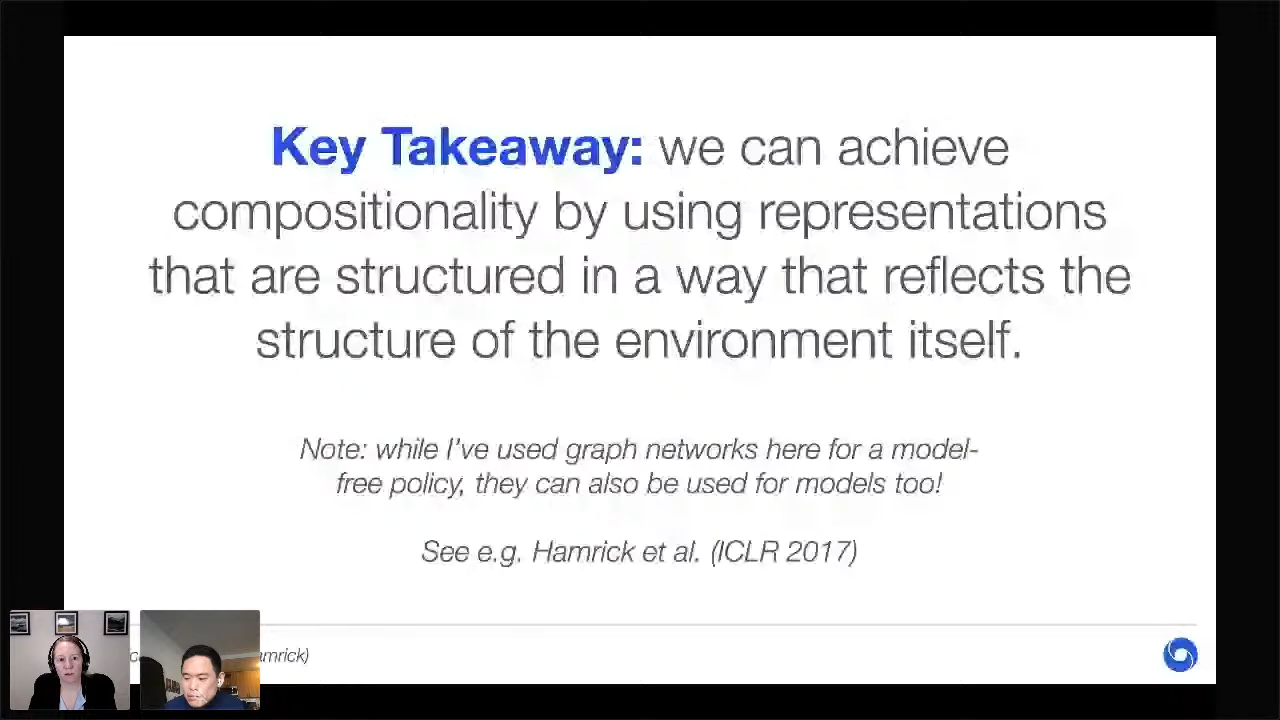 Key Takeaway: we can achieve
compositionality by using representations
that are structured in a way that reflects the
structure of the environment itself.
Note: while I've used graph networks here for a model-
free policy, they can also be used for models too!
See e.g. Hamrick et al. (ICLR 2017)